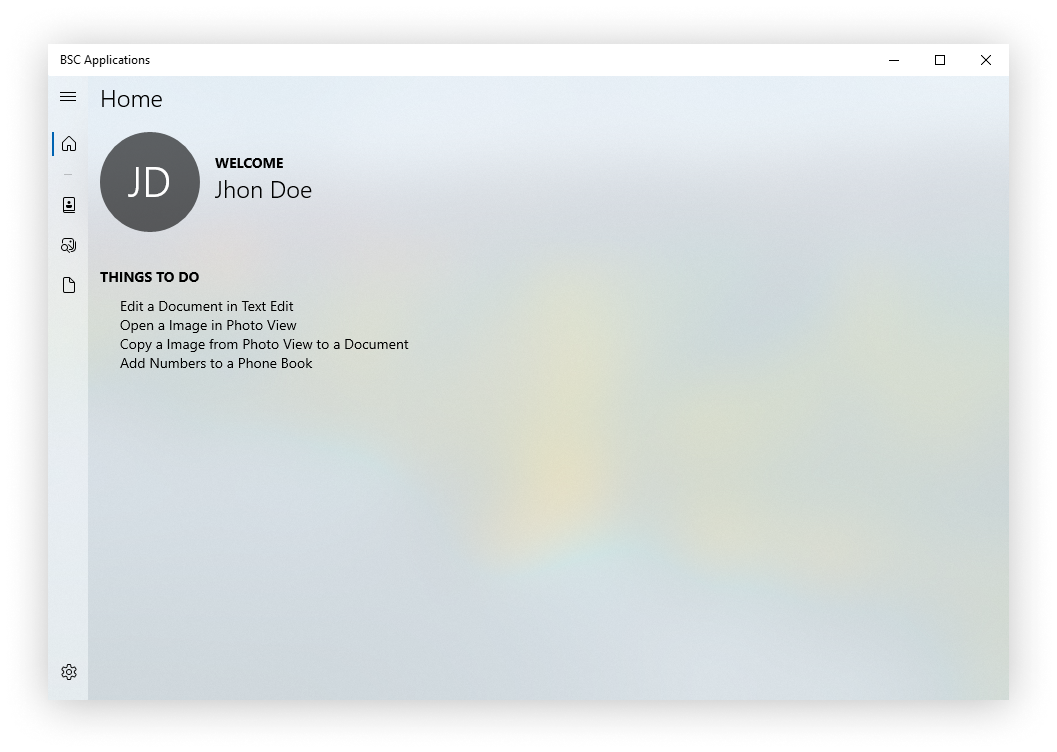 BSC Applications
Home
JD
WELCOME
Jhon Doe
THINGS TO DO
Edit a Document in Text Edit
Open a Image in Photo View
Copy a Image from Photo View to a Document
Add Numbers to a Phone Book